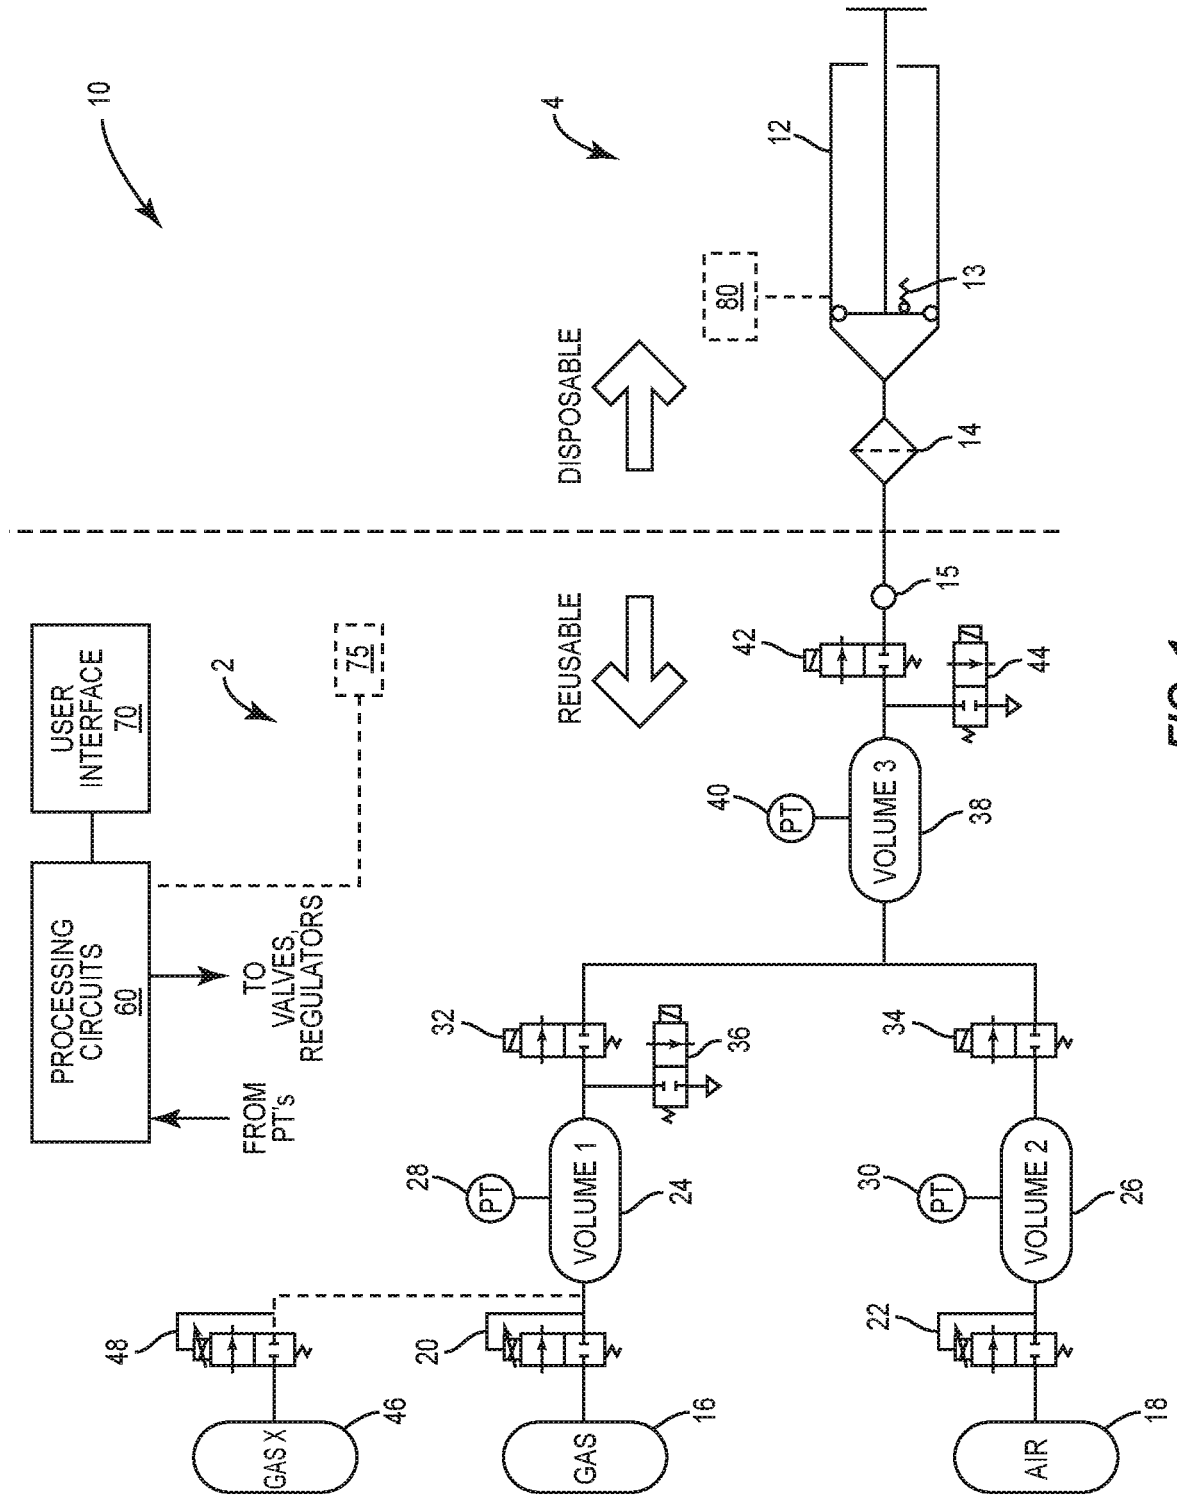 10
4
12
80
13
DISPOSABLE
14
USER
INTERFACE
70
2
75
REUSABLE
15
42
44
PROCESSING
CIRCUITS
60
TO
VALVES,
REGULATORS
FROM
PT's
40
PT
VOLUME 3
38
32
36
34
28
PT
VOLUME 1
24
30
PT
VOLUME 2
26
48
20
22
GAS X
46
GAS
16
AIR
18